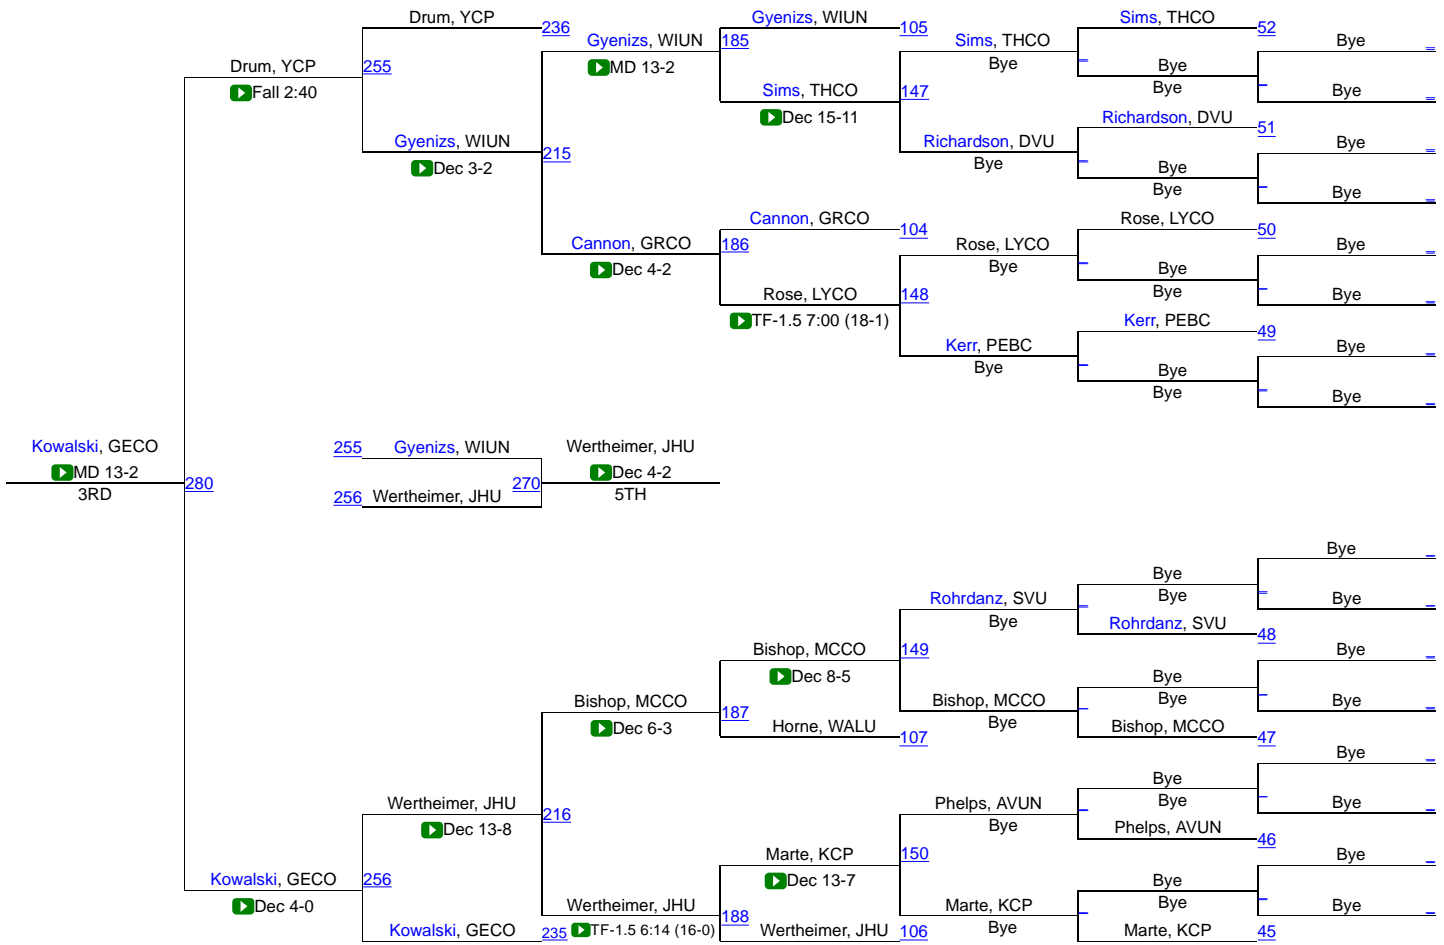 Drum, YCP
236
Gyenizs, WIUN
105
Sims, THCO
52
Gyenizs, WIUN
185
Sims, THCO
Bye
Drum, YCP
255
MD 13-2
Bye
Bye
Bye
Fall 2:40
Sims, THCO
147
Bye
Dec 15-11
Richardson, DVU
51
Gyenizs, WIUN
215
Richardson, DVU
Bye
Dec 3-2
Bye
Bye
Bye
Bye
Cannon, GRCO
104
Rose, LYCO
50
Cannon, GRCO
186
Rose, LYCO
Bye
Dec 4-2
Bye
Bye
Bye
Rose, LYCO
148
Bye
TF-1.5 7:00 (18-1)
Kerr, PEBC
49
Kerr, PEBC
Bye
Bye
Bye
Bye
Bye
Kowalski, GECO
255
Gyenizs, WIUN
Wertheimer, JHU
MD 13-2
Dec 4-2
280
256
Wertheimer, JHU
270
3RD
5TH
Bye
Bye
Rohrdanz, SVU
Bye
Bye
Bye
Rohrdanz, SVU
48
Bishop, MCCO
149
Bye
Dec 8-5
Bye
Bishop, MCCO
187
Bishop, MCCO
Bye
Bye
Dec 6-3
Horne, WALU
107
Bye
Bishop, MCCO
47
Bye
Bye
Wertheimer, JHU
216
Phelps, AVUN
Bye
Bye
Dec 13-8
Bye
Phelps, AVUN
46
Marte, KCP
150
Bye
Kowalski, GECO
256
Dec 13-7
Bye
Dec 4-0
Wertheimer, JHU
188
Marte, KCP
Bye
Bye
Kowalski, GECO
235
TF-1.5 6:14 (16-0)
Wertheimer, JHU
106
Bye
Marte, KCP
45